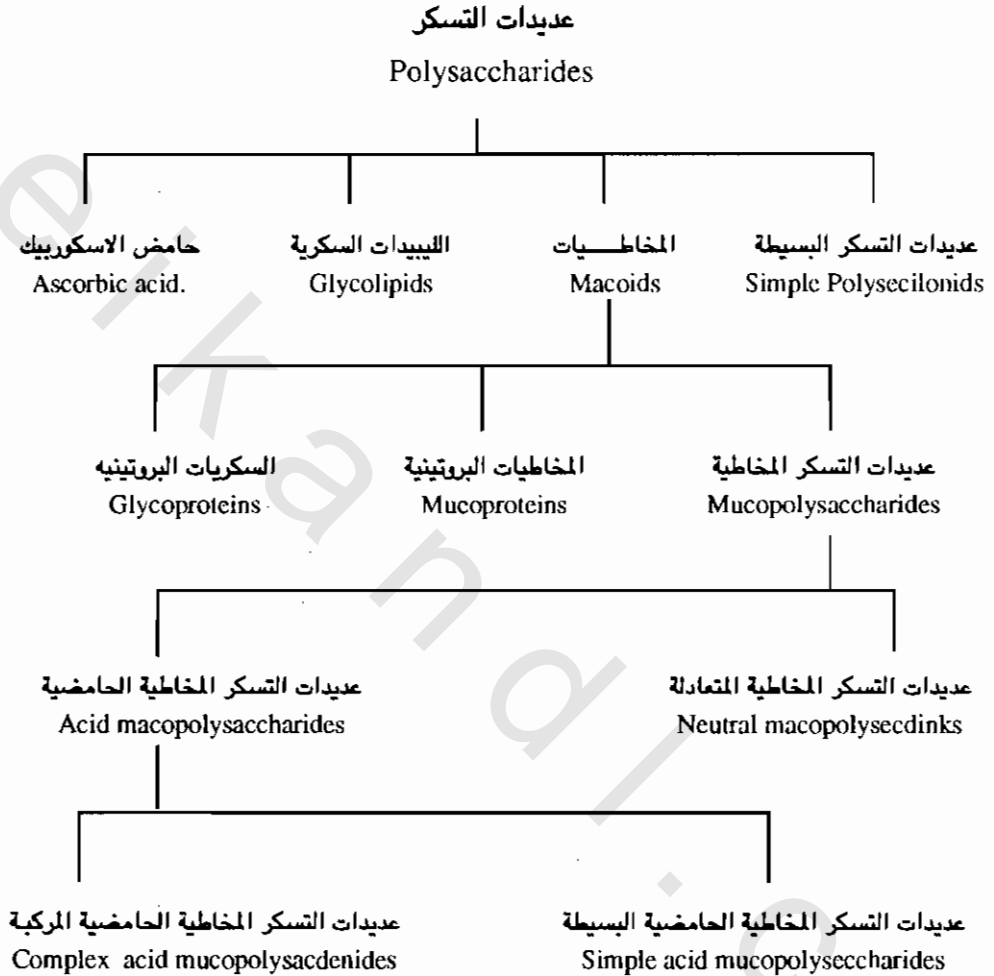 عديدات التسكر
Polysaccharides
عديدات التسكر البسيطة
Simple Polysecilonids
المخاطـــيات
Macoids
الليبيدات السكرية
Glycolipids
حامض الاسكوربيك
Ascorbic acid.
عديدات التسكر المخاطية
Mucopolysaccharides
المخاطيات البروتينية
Mucoproteins
السكريات البروتينيه
Glycoproteins
عديدات التسكر المخاطية المتعادلة
Neutral macopolysecdinks
عديدات التسكر المخاطية الحامضية
Acid macopolysaccharides
عديدات التسكر المخاطية الحامضية البسيطة
Simple acid mucopolyseccharides
عديدات التسكر المخاطية الحامضية المركبة
Complex acid mucopolysacdenides